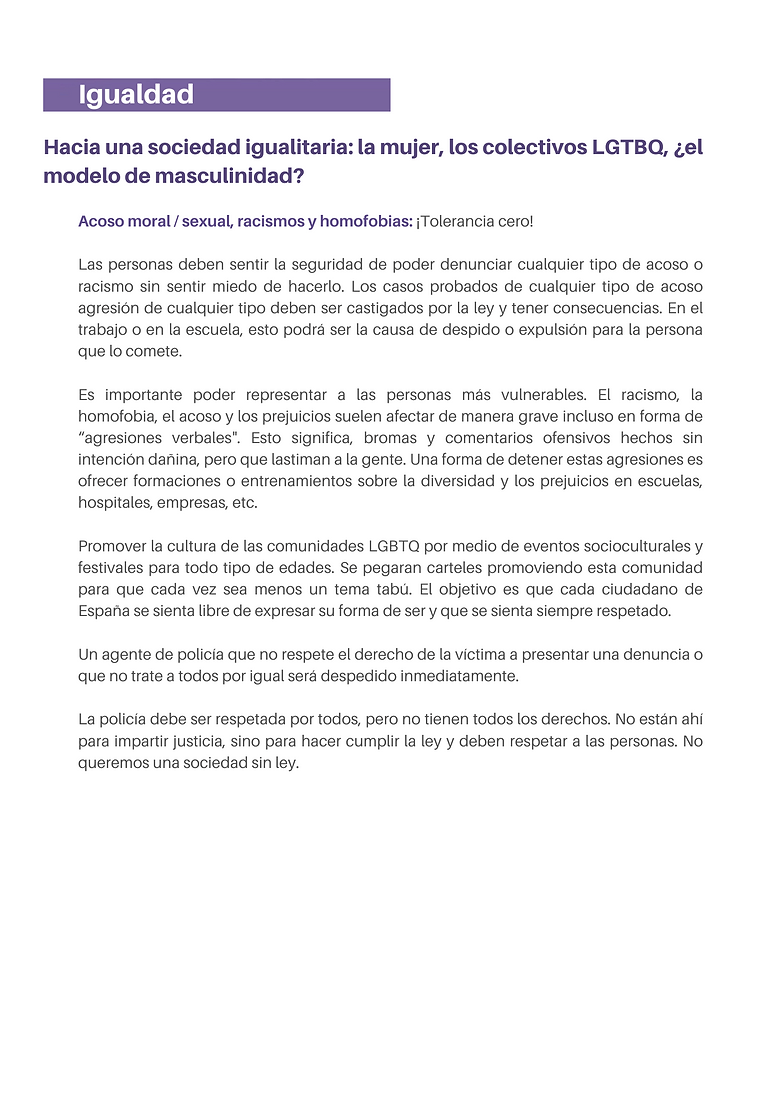 Igualdad
Hacia una sociedad igualitaria: la mujer, los colectivos LGTBQ, ¿el
modelo de masculinidad?
Acoso moral / sexual, racismos y homofobias: ¡Tolerancia cero!
Las personas deben sentir la seguridad de poder denunciar cualquier tipo de acoso o
racismo sin sentir miedo de hacerlo. Los casos probados de cualquier tipo de acoso
agresión de cualquier tipo deben ser castigados por la ley y tener consecuencias. En el
trabajo o en la escuela, esto podrá ser la causa de despido o expulsión para la persona
que lo comete.
Es importante poder representar a las personas más vulnerables. El racismo, la
homofobia, el acoso y los prejuicios suelen afectar de manera grave incluso en forma de
“agresiones verbales". Esto significa, bromas y comentarios ofensivos hechos sin
intención dañina, pero que lastiman a la gente. Una forma de detener estas agresiones es
ofrecer formaciones o entrenamientos sobre la diversidad y los prejuicios en escuelas,
hospitales, empresas, etc.
Promover la cultura de las comunidades LGBTQ por medio de eventos socioculturales y
festivales para todo tipo de edades. Se pegaran carteles promoviendo esta comunidad
para que cada vez sea menos un tema tabú. El objetivo es que cada ciudadano de
España se sienta libre de expresar su forma de ser y que se sienta siempre respetado.
Un agente de policía que no respete el derecho de la víctima a presentar una denuncia o
que no trate a todos por igual será despedido inmediatamente.
La policía debe ser respetada por todos, pero no tienen todos los derechos. No están ahí
para impartir justicia, sino para hacer cumplir la ley y deben respetar a las personas. No
queremos una sociedad sin ley.